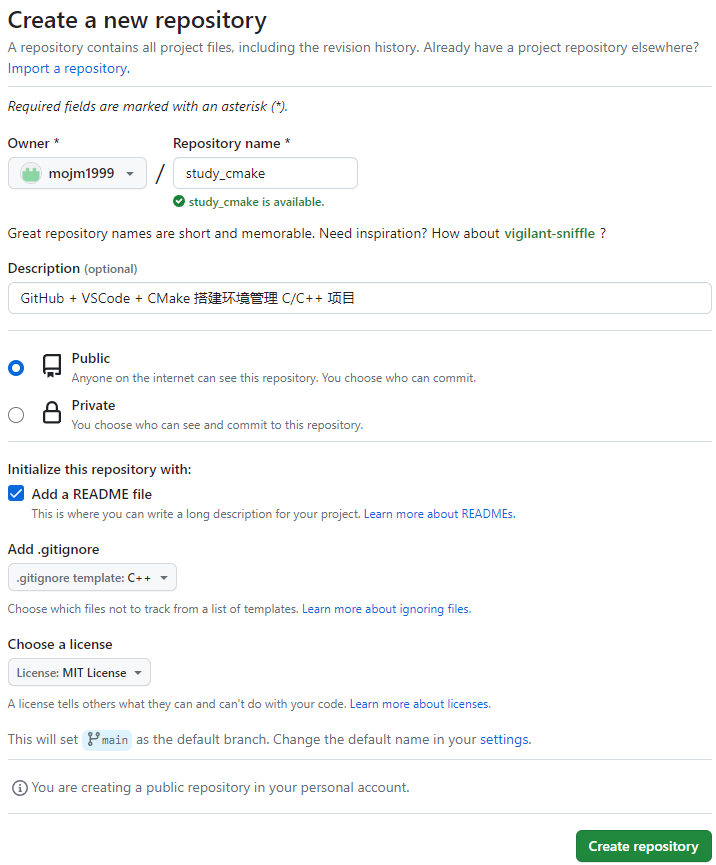 Create a new repository
A repository contains all project files, including the revision history. Already have a project repository elsewhere?
Import a repository.
Required fields are marked with an asterisk (*).
Owner * Repository name *
mojm1999 / study_cmake
study_cmake is available.
Great repository names are short and memorable. Need inspiration? How about vigilant-sniffle ?
Description (optional)
GitHub + VSCode + CMake 搭建环境管理 C/C++ 项目
Public
Anyone on the internet can see this repository. You choose who can commit.
Private
You choose who can see and commit to this repository.
Initialize this repository with:
Add a README file
This is where you can write a long description for your project. Learn more about READMEs.
Add .gitignore
.gitignore template: C++
Choose which files not to track from a list of templates. Learn more about ignoring files.
Choose a license
License: MIT License
A license tells others what they can and can't do with your code. Learn more about licenses.
This will set main as the default branch. Change the default name in your settings.
You are creating a public repository in your personal account.
Create repository